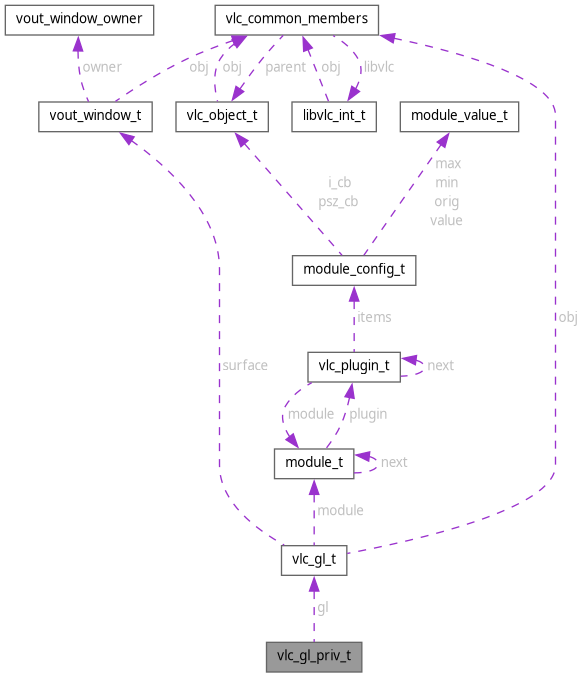 vout_window_owner
vlc_common_members
owner
obj
obj
parent
obj
libvlc
vout_window_t
vlc_object_t
libvlc_int_t
module_value_t
i_cb
psz_cb
max
min
orig
value
module_config_t
items
obj
surface
vlc_plugin_t
next
module
plugin
module_t
next
module
vlc_gl_t
gl
vlc_gl_priv_t